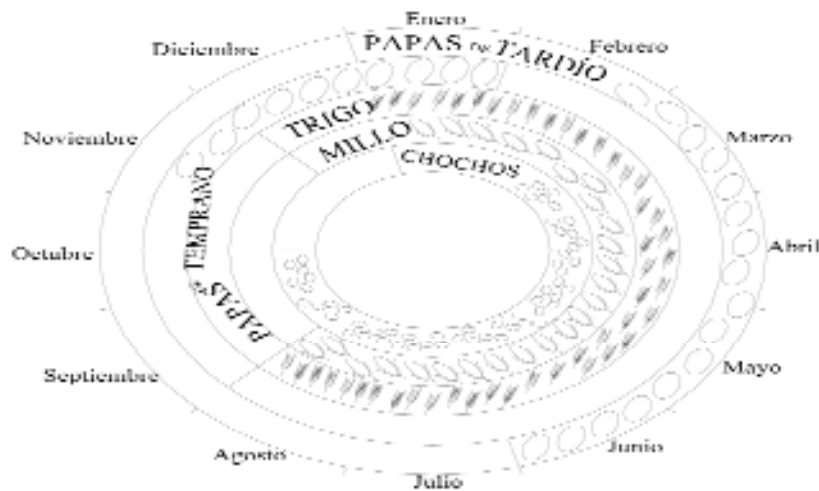 Enero
Febrero
Marzo
Abril
Mayo
Junio
Julio
Agosto
Septiembre
Octubre
Noviembre
Diciembre
PAPAS TARDÍO
TRIGO
MILLO
CHOCHOS
PAPAS TEMPRANO